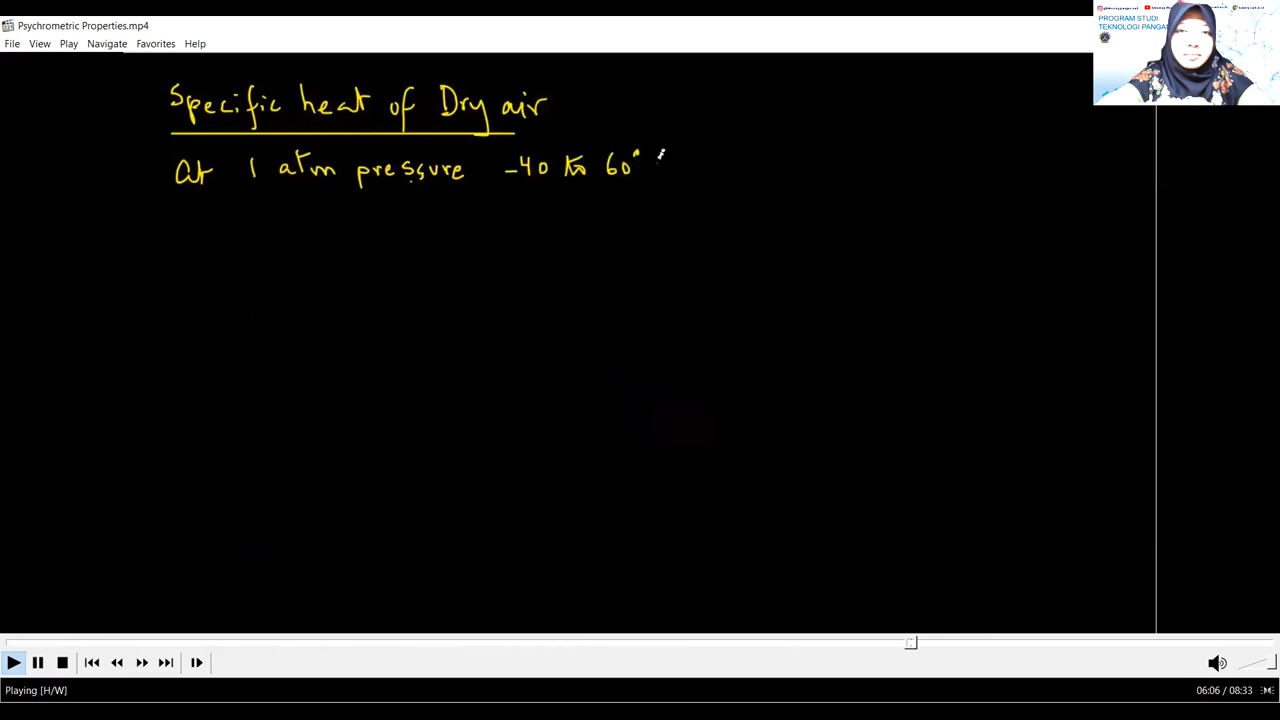 Psychrometric Properties.mp4
File View Play Navigate Favorites Help
PROGRAM STUDI
TEKNOLOGI PANGAN
Specific heat of Dry air
At 1 atm pressure -40 to 60°
Playing [H/W]
06:06 / 08:33